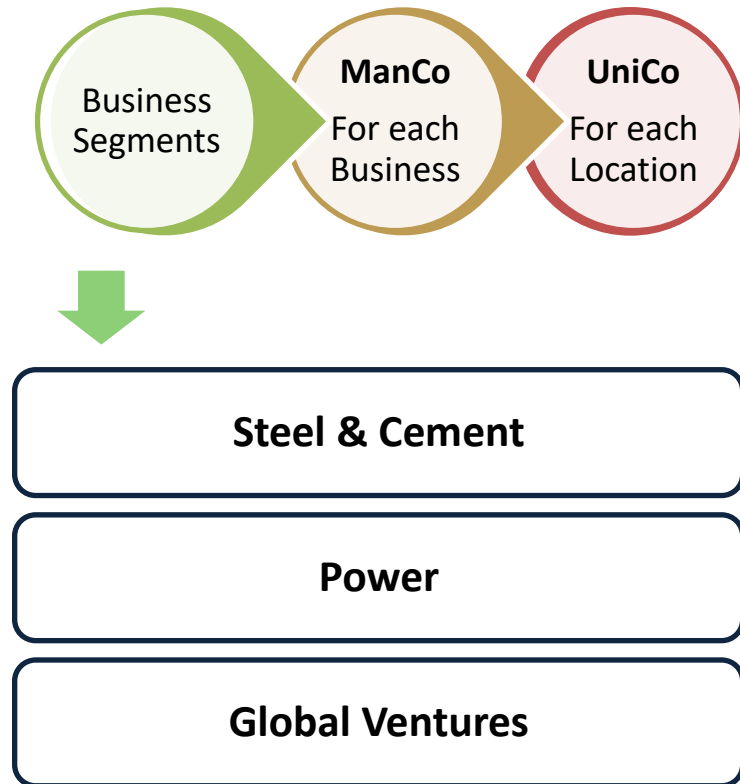 Business
Segments
ManCo
For each
Business
UniCo
For each
Location
Steel & Cement
Power
Global Ventures